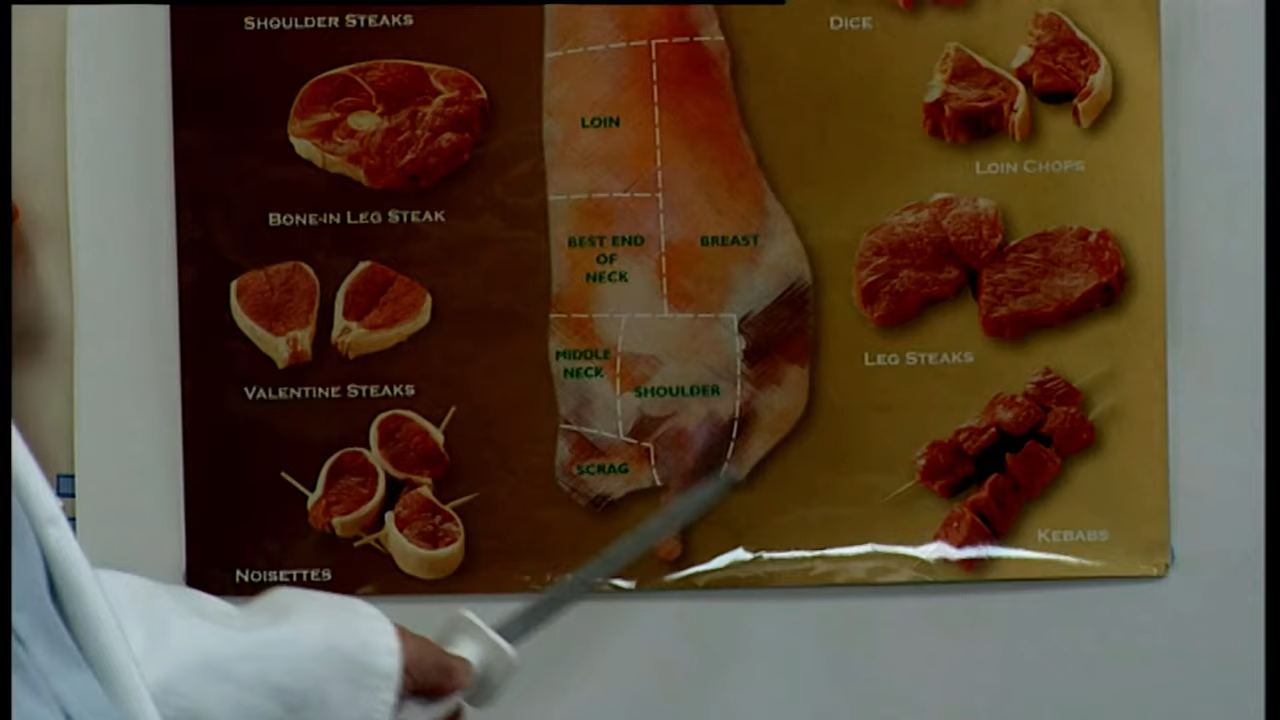 SHOULDER STEAKS
BONE-IN LEG STEAK
VALENTINE STEAKS
NOISETTES
LOIN
BEST END
OF
NECK
BREAST
MIDDLE
NECK
SHOULDER
SCRAG
DICE
LOIN CHOPS
LEG STEAKS
KEBABS